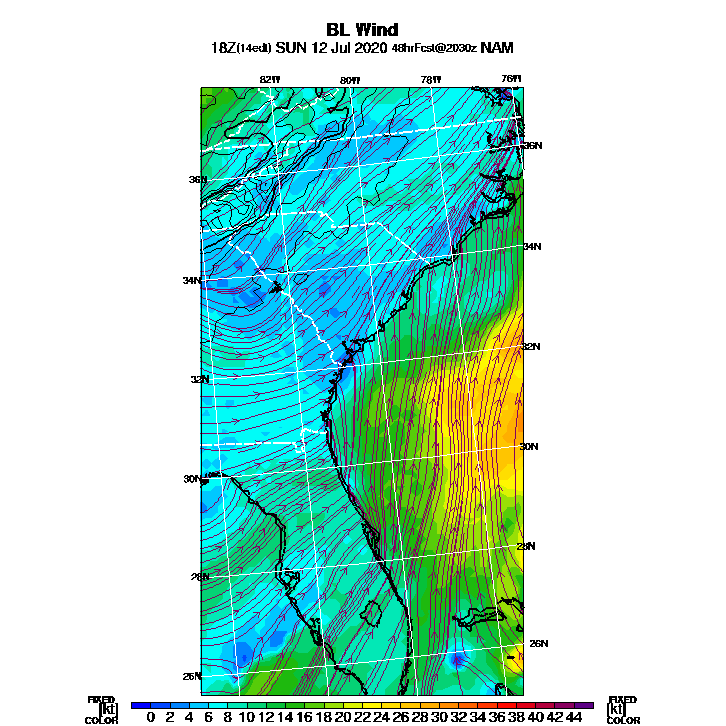 BL Wind
18Z(14edt) SUN 12 Jul 2020 48hrFcst@2030z NAM
82W 80W 78W 76W
36N
36N
34N
34N
32N
32N
30N
30N
28N
28N
26N
26N
FIXED FIXED
[kt] 0 2 4 6 8 10 12 14 16 18 20 22 24 26 28 30 32 34 36 38 40 42 44 [kt]
COLOR COLOR